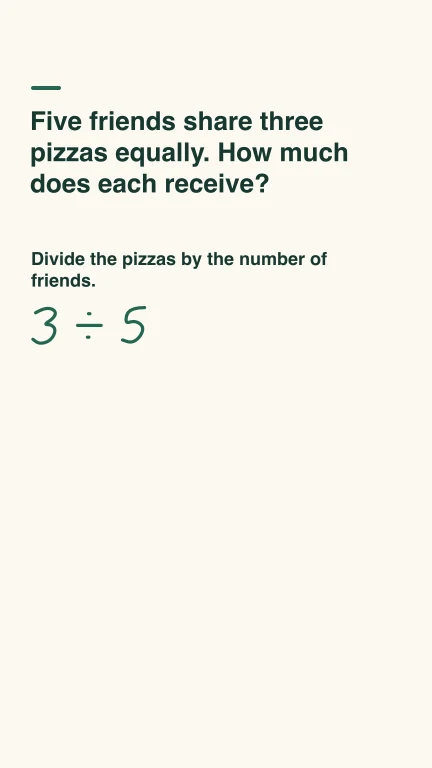 Five friends share three
pizzas equally. How much
does each receive?
Divide the pizzas by the number of
friends.
3 ÷ 5